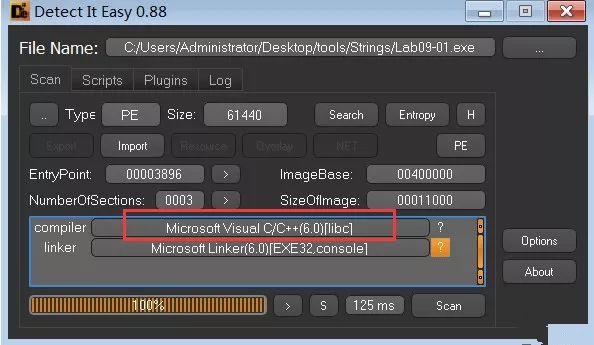 Detect It Easy 0.88
File Name: C:/Users/Administrator/Desktop/tools/Strings/Lab09-01.exe ...
Scan Scripts Plugins Log
.. Type PE Size: 61440 Search Entropy H
Export Import Resource Overlay .NET PE
EntryPoint: 00003896 > ImageBase: 00400000
NumberOfSections: 0003 > SizeOfImage: 00011000
compiler Microsoft Visual C/C++(6.0)[libc] ?
linker Microsoft Linker(6.0)[EXE32,console] ?
Options
About
100% > S 125 ms Scan